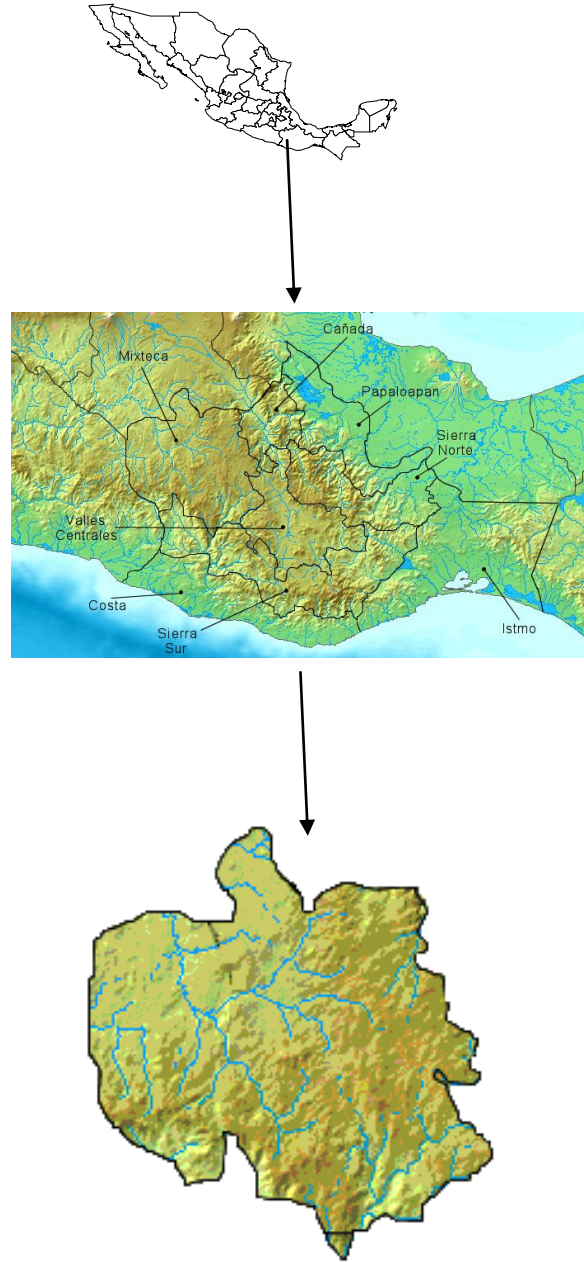 Cañada
Mixteca
Papaloapan
Sierra
Norte
Valles
Centrales
Costa
Sierra
Sur
Istmo